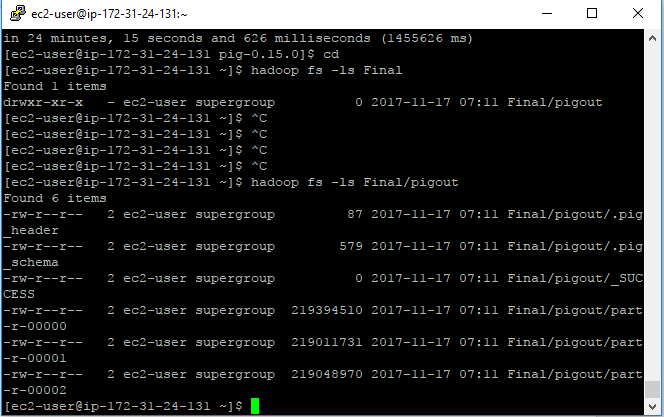 ec2-user@ip-172-31-24-131:~
in 24 minutes, 15 seconds and 626 milliseconds (1455626 ms)
[ec2-user@ip-172-31-24-131 pig-0.15.0]$ cd
[ec2-user@ip-172-31-24-131 ~]$ hadoop fs -ls Final
Found 1 items
drwxr-xr-x   - ec2-user supergroup          0 2017-11-17 07:11 Final/pigout
[ec2-user@ip-172-31-24-131 ~]$ ^C
[ec2-user@ip-172-31-24-131 ~]$ ^C
[ec2-user@ip-172-31-24-131 ~]$ ^C
[ec2-user@ip-172-31-24-131 ~]$ ^C
[ec2-user@ip-172-31-24-131 ~]$ hadoop fs -ls Final/pigout
Found 6 items
-rw-r--r--   2 ec2-user supergroup         87 2017-11-17 07:11 Final/pigout/.pig
_header
-rw-r--r--   2 ec2-user supergroup        579 2017-11-17 07:11 Final/pigout/.pig
_schema
-rw-r--r--   2 ec2-user supergroup          0 2017-11-17 07:11 Final/pigout/_SUC
CESS
-rw-r--r--   2 ec2-user supergroup  219394510 2017-11-17 07:11 Final/pigout/part
-r-00000
-rw-r--r--   2 ec2-user supergroup  219011731 2017-11-17 07:11 Final/pigout/part
-r-00001
-rw-r--r--   2 ec2-user supergroup  219048970 2017-11-17 07:11 Final/pigout/part
-r-00002
[ec2-user@ip-172-31-24-131 ~]$